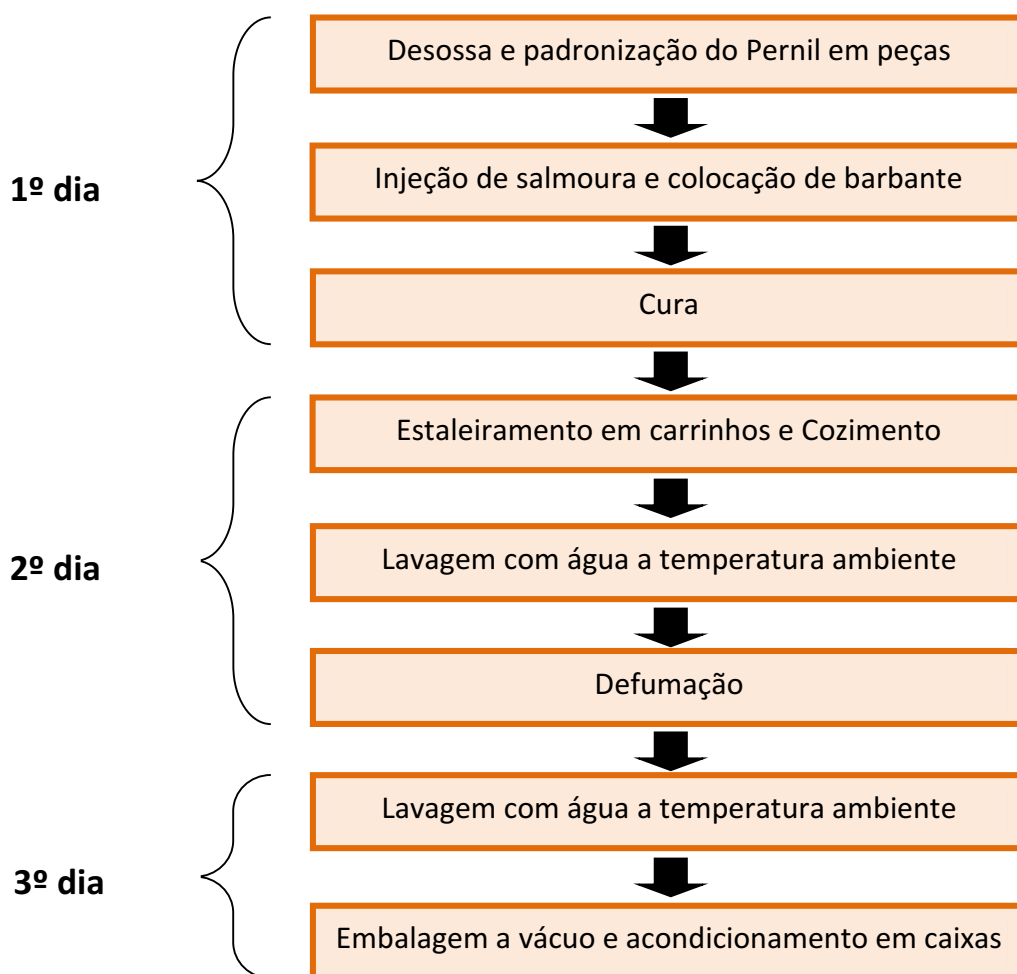 1º dia
Desossa e padronização do Pernil em peças
Injeção de salmoura e colocação de barbante
Cura
2º dia
Estaleiramento em carrinhos e Cozimento
Lavagem com água a temperatura ambiente
Defumação
3º dia
Lavagem com água a temperatura ambiente
Embalagem a vácuo e acondicionamento em caixas